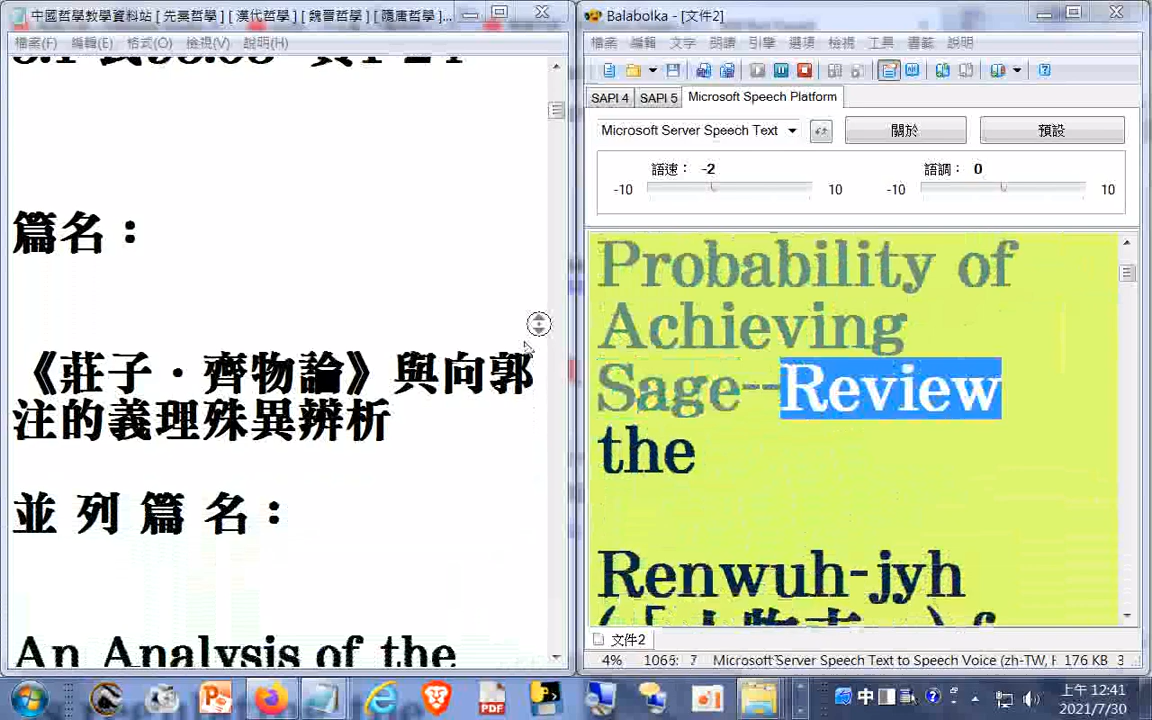 中國哲學教學資料站 [ 先秦哲學 ] [ 漢代哲學 ] [ 魏晉哲學 ] [ 隋唐哲學 ]...
檔案(F) 編輯(E) 格式(O) 檢視(V) 說明(H)
篇名：
《莊子．齊物論》與向郭
注的義理殊異辨析
並 列 篇 名：
An Analysis of the
Balabolka - [文件2]
檔案 編輯 文字 朗讀 引擎 選項 檢視 工具 書籤 說明
SAPI 4 SAPI 5 Microsoft Speech Platform
Microsoft Server Speech Text 關於 預設
語速： -2 語調： 0
-10 10 -10 10
Probability of
Achieving
Sage--Review
the
Renwuh-jyh
文件2
4% 1065: 7 Microsoft Server Speech Text to Speech Voice (zh-TW, H 176 KB 3
中
上午 12:41
2021/7/30